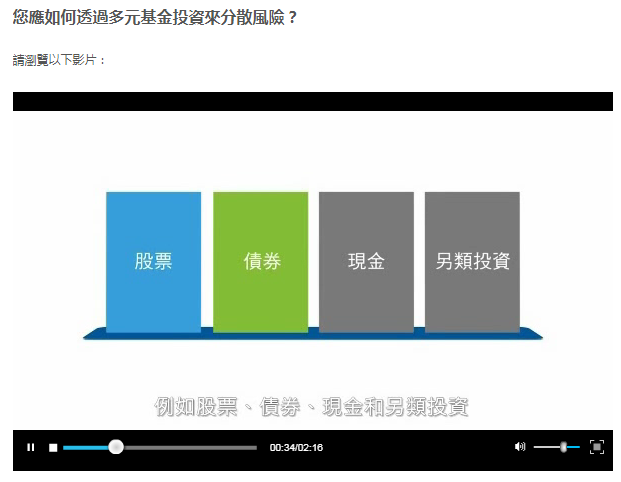 您應如何透過多元基金投資來分散風險？
請瀏覽以下影片：
股票
債券
現金
另類投資
例如股票、債券、現金和另類投資
00:34/02:16